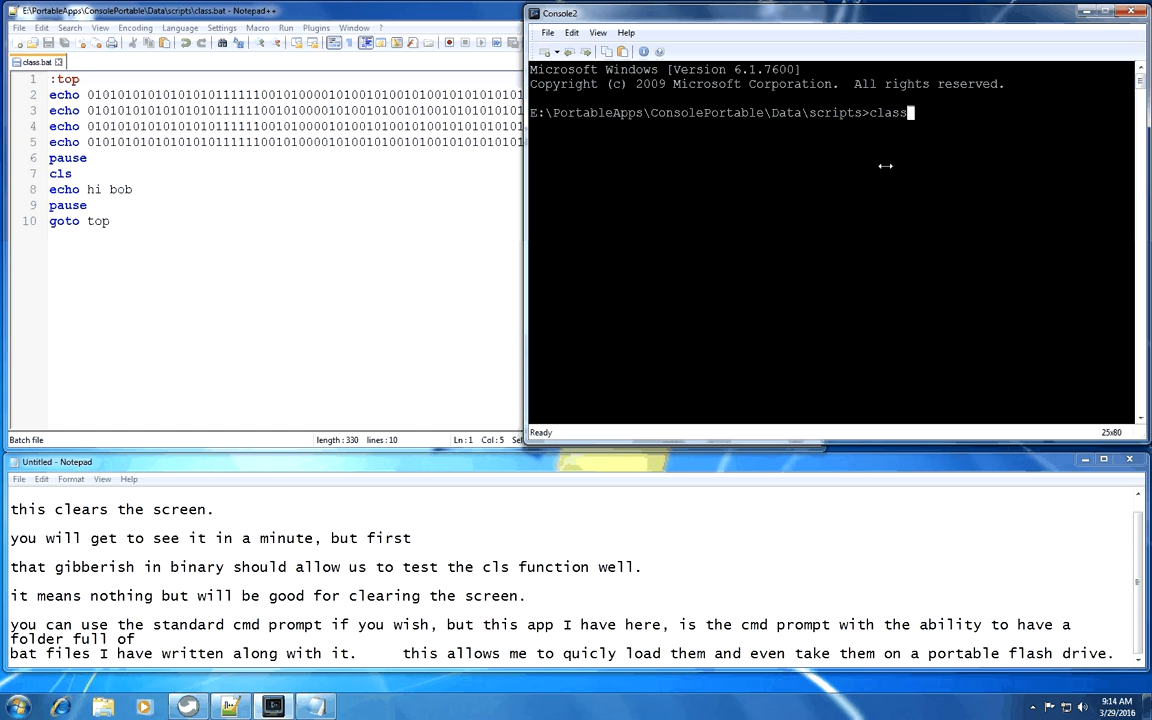 E:\PortableApps\ConsolePortable\Data\scripts\class.bat - Notepad++
File Edit Search View Encoding Language Settings Macro Run Plugins Window ?
class.bat
1 :top
2 echo
3 echo
4 echo
5 echo
6 pause
7 cls
8 echo hi bob
9 pause
10 goto top
Batch file length : 330 lines : 10 Ln : 1 Col : 5
Console2
File Edit View Help
Microsoft Windows [Version 6.1.7600]
Copyright (c) 2009 Microsoft Corporation. All rights reserved.
E:\PortableApps\ConsolePortable\Data\scripts>class
Ready 25x80
Untitled - Notepad
File Edit Format View Help
this clears the screen.
you will get to see it in a minute, but first
that gibberish in binary should allow us to test the cls function well.
it means nothing but will be good for clearing the screen.
you can use the standard cmd prompt if you wish, but this app I have here, is the cmd prompt with the ability to have a
folder full of
bat files I have written along with it. this allows me to quicly load them and even take them on a portable flash drive.
9:14 AM
3/29/2016